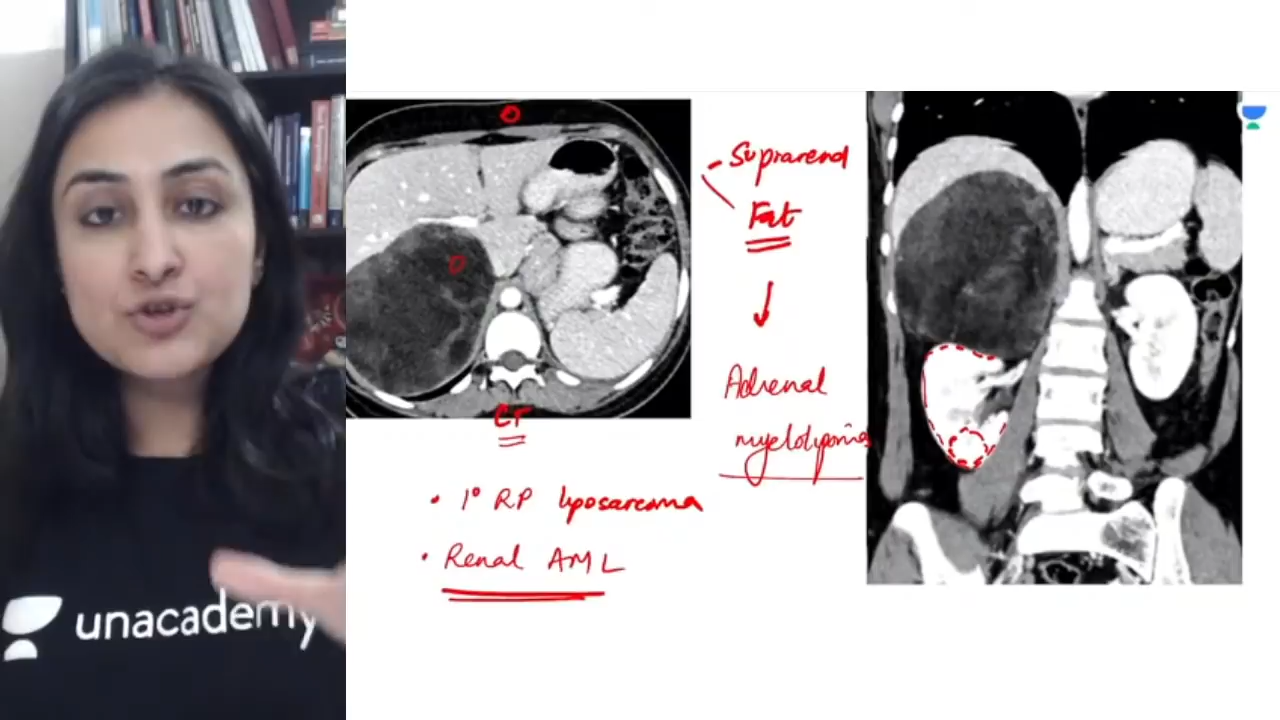 Suprarenal
Fat
Adrenal
myelolipoma
CT
• 1° RP liposarcoma
• Renal AML
unacademy